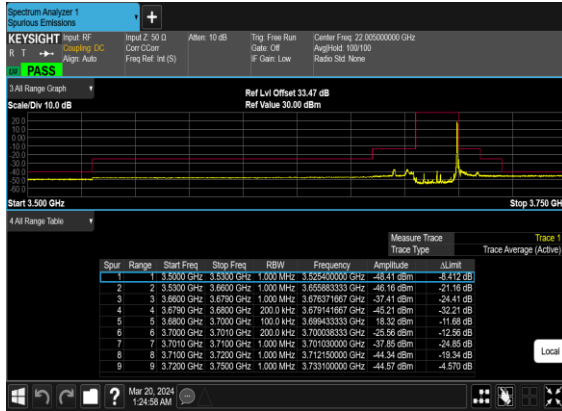 Spectrum Analyzer 1
Spurious Emissions
KEYSIGHT Input: RF Input Z: 50 Ω Atten: 10 dB Trig: Free Run Center Freq: 22.005000000 GHz
R T Coupling: DC Corr CCorr Gate: Off Avg|Hold: 100/100
Align: Auto Freq Ref: Int (S) IF Gain: Low Radio Std: None
PASS
3 All Range Graph Ref Lvl Offset 33.47 dB
Scale/Div 10.0 dB Ref Value 30.00 dBm
20.0
10.0
0.00
-10.0
-20.0
-30.0
-40.0
-50.0
-60.0
Start 3.500 GHz Stop 3.750 GH
4 All Range Table
Measure Trace Trace 1
Trace Type Trace Average (Active)
Spur Range Start Freq Stop Freq RBW Frequency Amplitude ΔLimit
1 1 3.5000 GHz 3.5300 GHz 1.000 MHz 3.525400000 GHz -48.41 dBm -8.412 dB
2 2 3.5300 GHz 3.6600 GHz 1.000 MHz 3.655883333 GHz -46.16 dBm -21.16 dB
3 3 3.6600 GHz 3.6790 GHz 1.000 MHz 3.676371667 GHz -37.41 dBm -24.41 dB
4 4 3.6790 GHz 3.6800 GHz 200.0 kHz 3.679141667 GHz -45.21 dBm -32.21 dB
5 5 3.6800 GHz 3.7000 GHz 100.0 kHz 3.699433333 GHz 18.32 dBm -11.68 dB
6 6 3.7000 GHz 3.7010 GHz 200.0 kHz 3.700038333 GHz -25.56 dBm -12.56 dB
7 7 3.7010 GHz 3.7100 GHz 1.000 MHz 3.701030000 GHz -37.85 dBm -24.85 dB
8 8 3.7100 GHz 3.7200 GHz 1.000 MHz 3.712150000 GHz -44.34 dBm -19.34 dB
9 9 3.7200 GHz 3.7500 GHz 1.000 MHz 3.733100000 GHz -44.57 dBm -4.570 dB
Local
Mar 20, 2024
1:24:58 AM